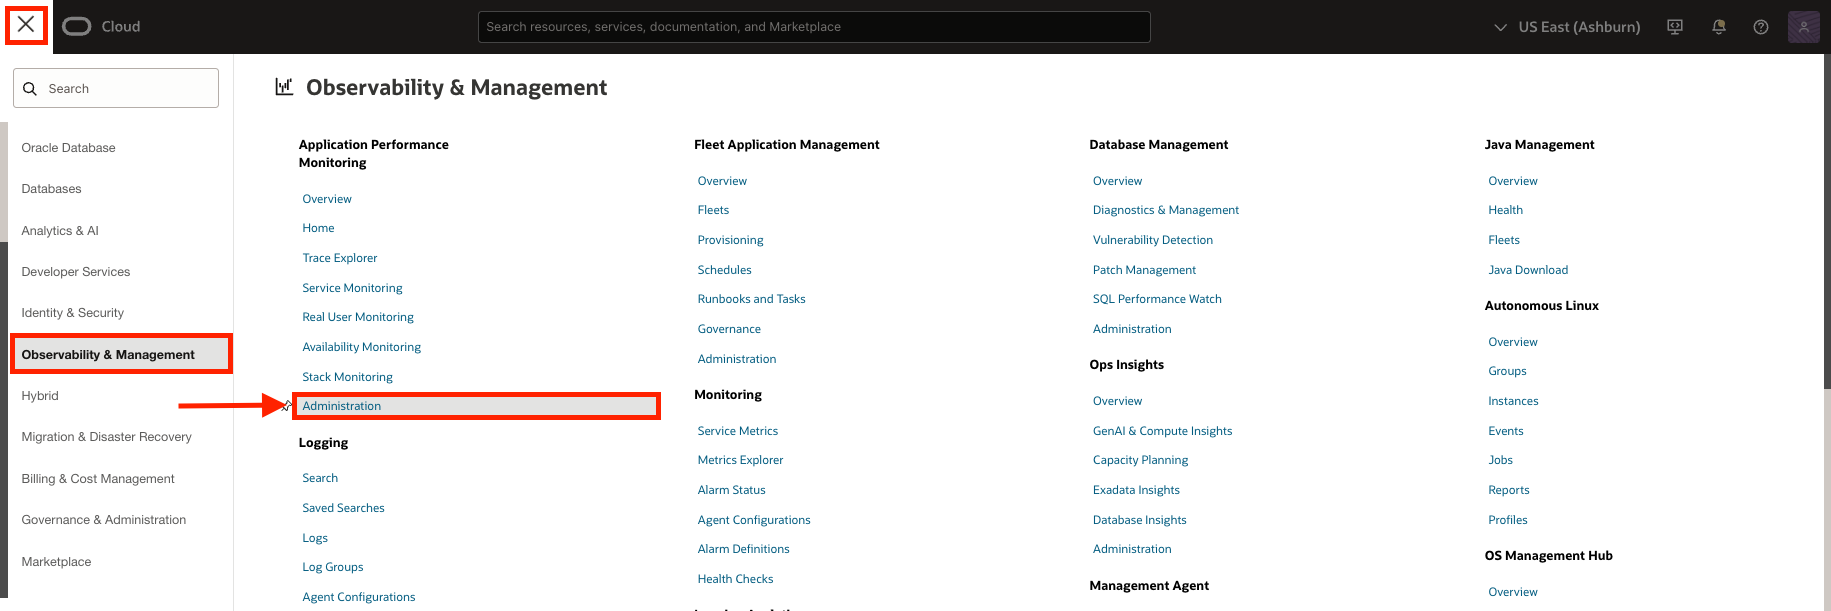 Cloud
Search resources, services, documentation, and Marketplace
US East (Ashburn)
Search
Oracle Database
Databases
Analytics & AI
Developer Services
Identity & Security
Observability & Management
Hybrid
Migration & Disaster Recovery
Billing & Cost Management
Governance & Administration
Marketplace
Observability & Management
Application Performance
Monitoring
Overview
Home
Trace Explorer
Service Monitoring
Real User Monitoring
Availability Monitoring
Stack Monitoring
Administration
Logging
Search
Saved Searches
Logs
Log Groups
Agent Configurations
Fleet Application Management
Overview
Fleets
Provisioning
Schedules
Runbooks and Tasks
Governance
Administration
Monitoring
Service Metrics
Metrics Explorer
Alarm Status
Agent Configurations
Alarm Definitions
Health Checks
Database Management
Overview
Diagnostics & Management
Vulnerability Detection
Patch Management
SQL Performance Watch
Administration
Ops Insights
Overview
GenAI & Compute Insights
Capacity Planning
Exadata Insights
Database Insights
Administration
Management Agent
Java Management
Overview
Health
Fleets
Java Download
Autonomous Linux
Overview
Groups
Instances
Events
Jobs
Reports
Profiles
OS Management Hub
Overview